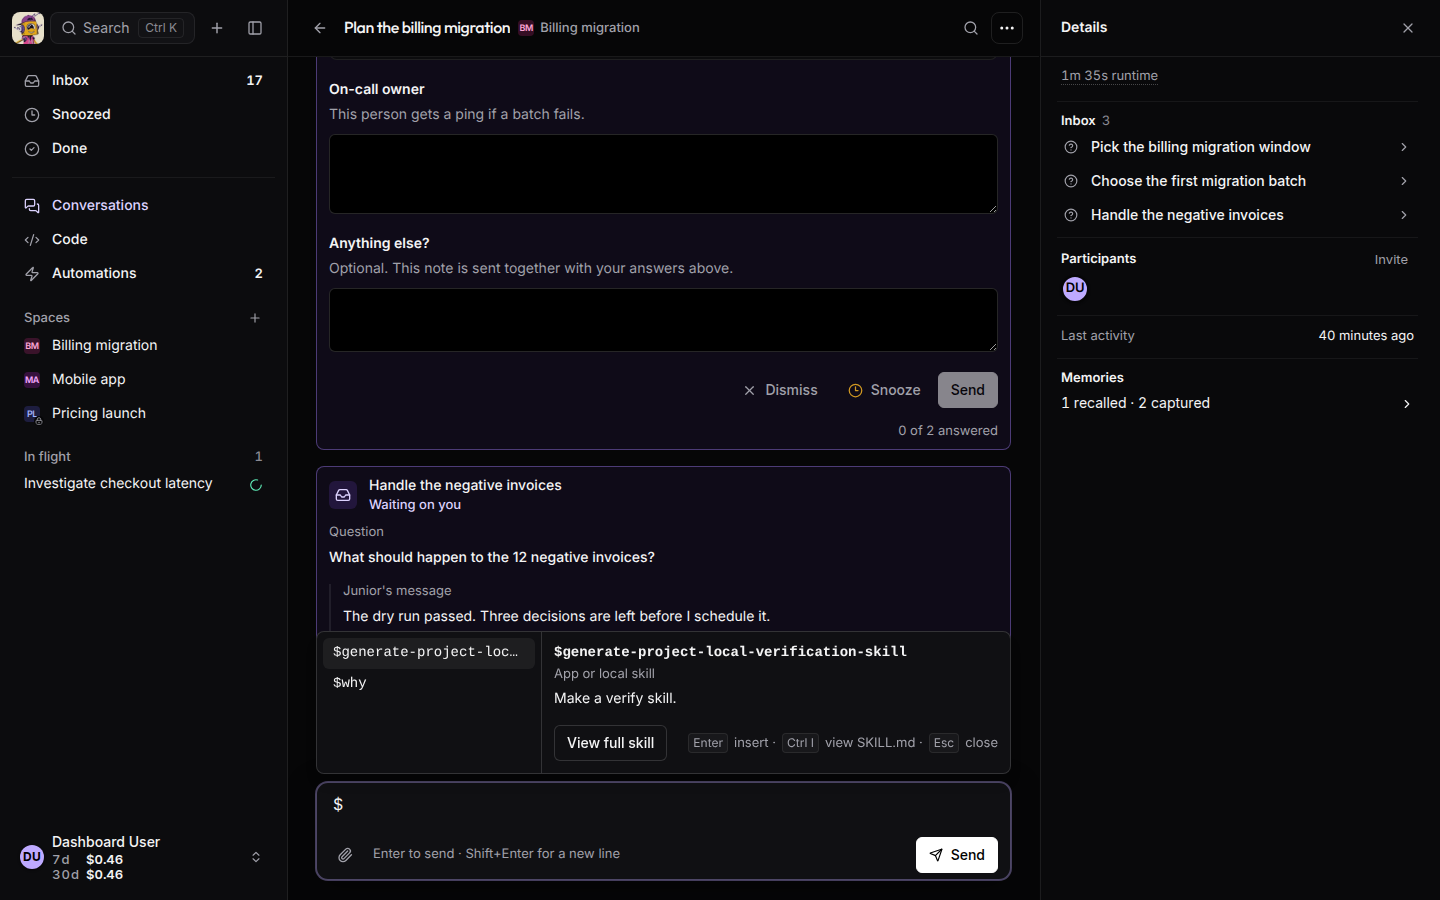 Search Ctrl K
Inbox 17
Snoozed
Done
Conversations
Code
Automations 2
Spaces
BM Billing migration
MA Mobile app
PL Pricing launch
In flight 1
Investigate checkout latency
DU Dashboard User
7d $0.46
30d $0.46
Plan the billing migration BM Billing migration
On-call owner
This person gets a ping if a batch fails.
Anything else?
Optional. This note is sent together with your answers above.
Dismiss Snooze Send
0 of 2 answered
Handle the negative invoices
Waiting on you
Question
What should happen to the 12 negative invoices?
Junior's message
The dry run passed. Three decisions are left before I schedule it.
$generate-project-loc…
$why
$generate-project-local-verification-skill
App or local skill
Make a verify skill.
View full skill Enter insert · Ctrl I view SKILL.md · Esc close
$
Enter to send · Shift+Enter for a new line Send
Details
1m 35s runtime
Inbox 3
Pick the billing migration window
Choose the first migration batch
Handle the negative invoices
Participants Invite
DU
Last activity 40 minutes ago
Memories
1 recalled · 2 captured